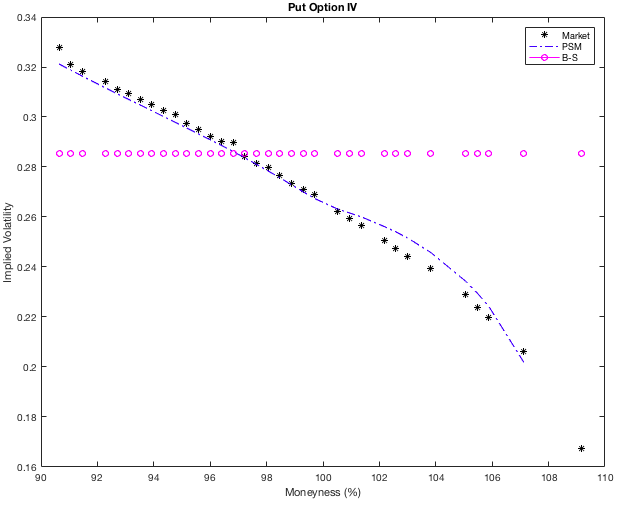 Put Option IV
0.34
0.32
0.3
0.28
0.26
0.24
0.22
0.2
0.18
0.16
Implied Volatility
Market
PSM
B-S
90 92 94 96 98 100 102 104 106 108 110
Moneyness (%)